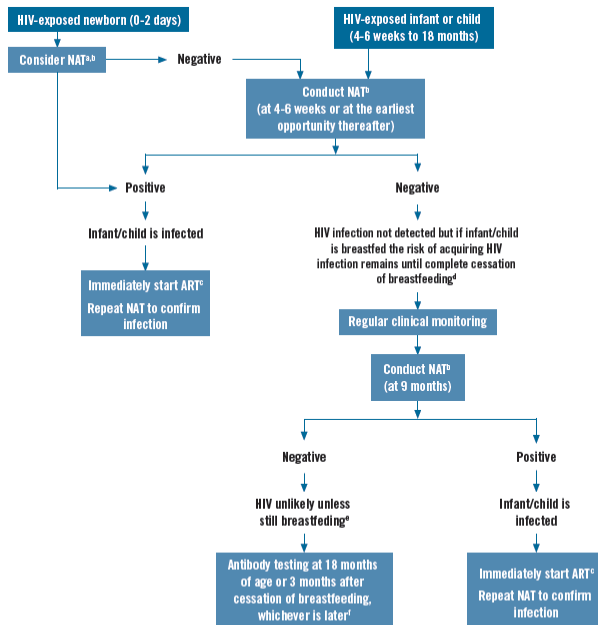 HIV-exposed newborn (0-2 days)
HIV-exposed infant or child
(4-6 weeks to 18 months)
Consider NATa,b
Negative
Conduct NATb
(at 4-6 weeks or at the earliest
opportunity thereafter)
Positive
Negative
Infant/child is infected
HIV infection not detected but if infant/child
is breastfed the risk of acquiring HIV
infection remains until complete cessation
of breastfeedingd
Immediately start ARTc
Repeat NAT to confirm
infection
Regular clinical monitoring
Conduct NATb
(at 9 months)
Negative
Positive
HIV unlikely unless
still breastfedinge
Infant/child is
infected
Antibody testing at 18 months
of age or 3 months after
cessation of breastfeeding,
whichever is laterf
Immediately start ARTc
Repeat NAT to confirm
infection